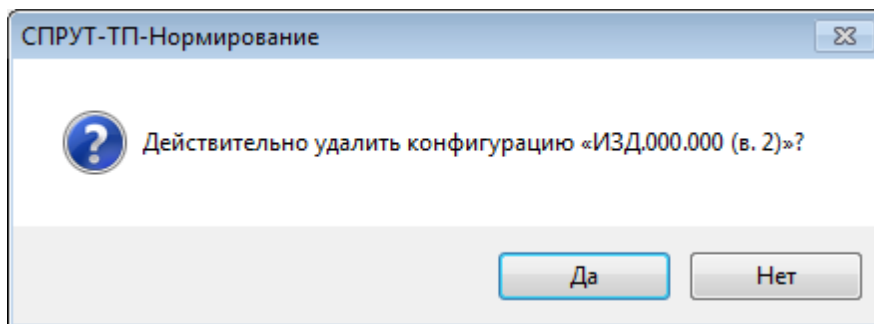 СПРУТ-ТП-Нормирование
Действительно удалить конфигурацию «ИЗД.000.000 (в. 2)»?
Да
Нет